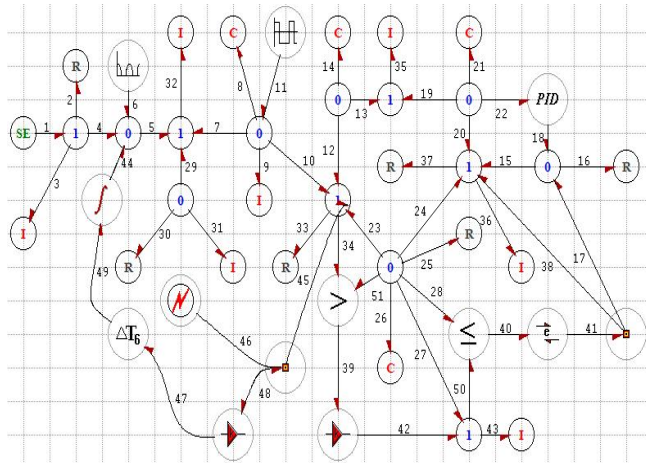 I C C I C
32 8 11 14 35 21
R 6 0 13 1 19 0 22 PID
2
SE 1 1 4 0 5 1 7 0 12 20 18
44 29 10 R 37 1 15 0 16 R
3 9
0 I 1 23 24 36 38 17
I 30 31 33 34 R
49 R I R 45 0 25 I
> 51 28
ΔT6 46 26 ≤ 40 e 41
27
48 39 C
47 50
42 1 43 I